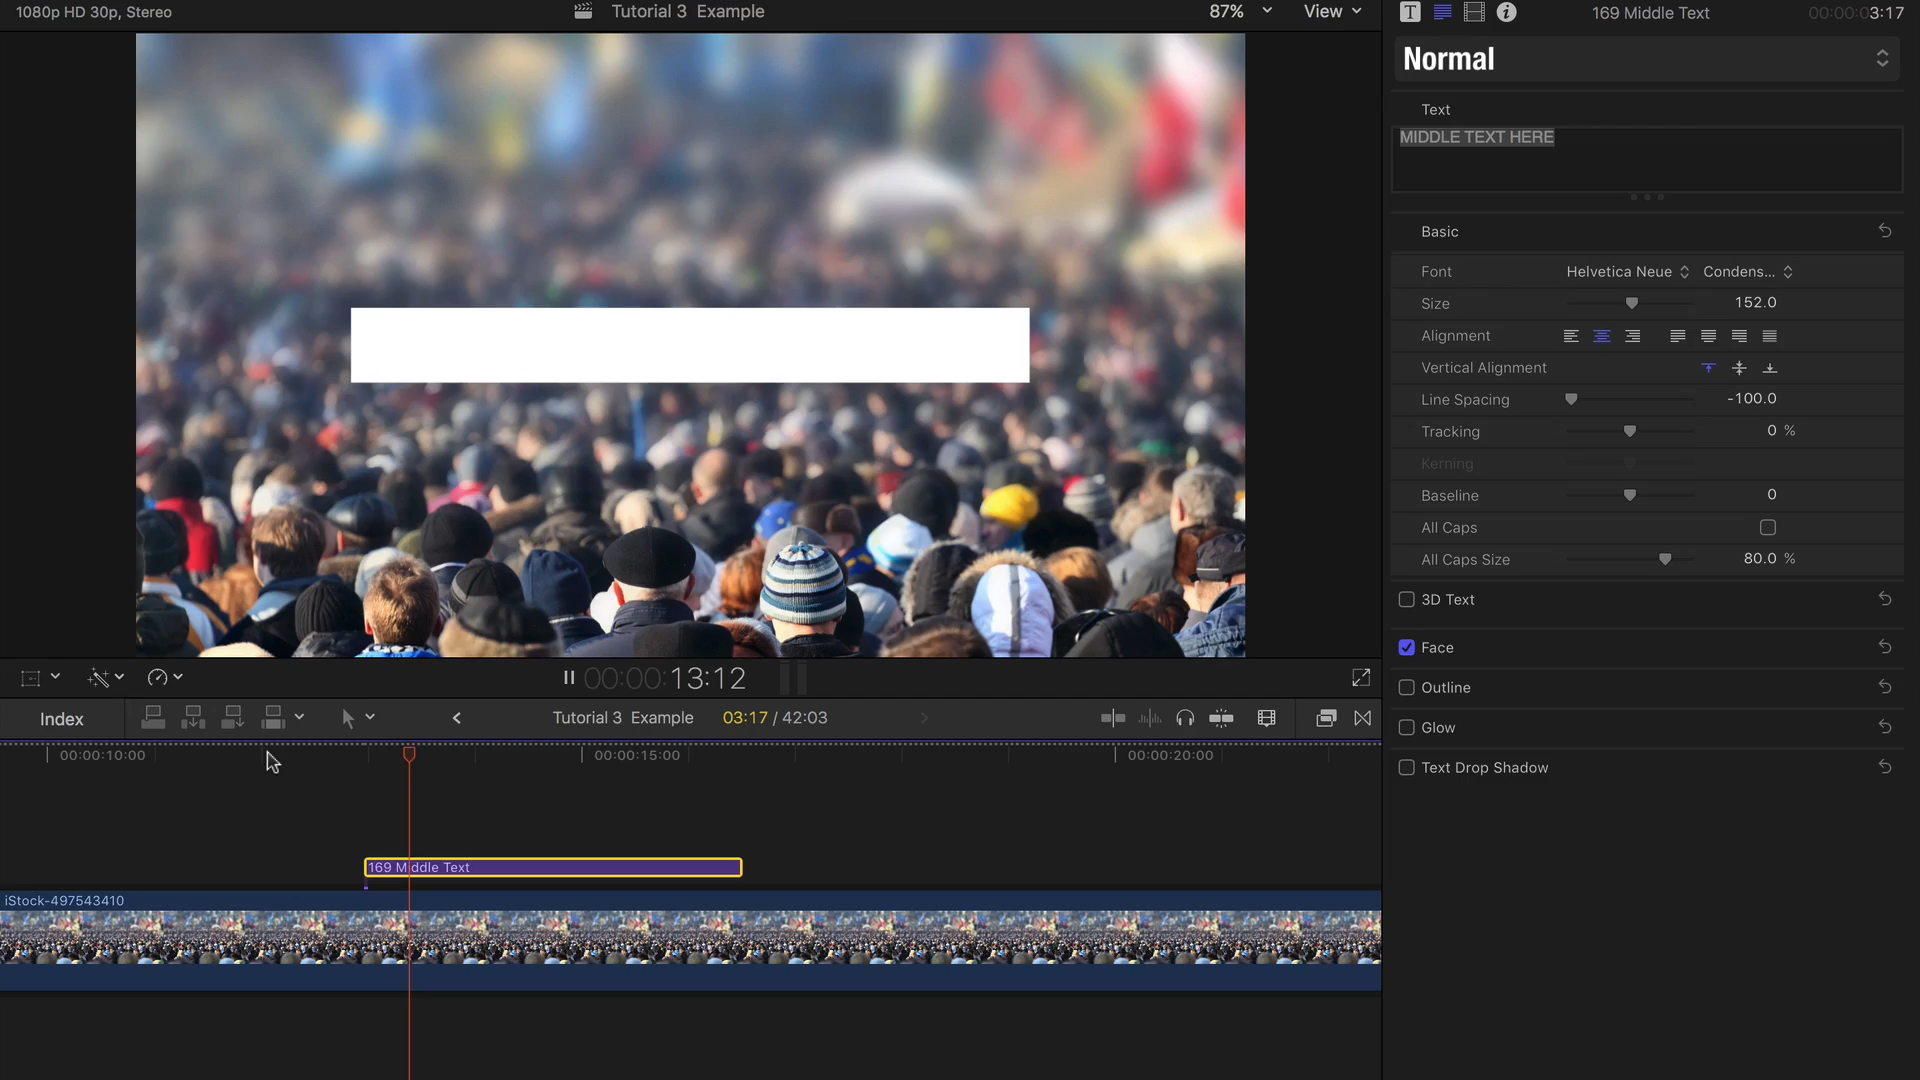 1080p HD 30p, Stereo
Tutorial 3 Example
87%
View
169 Middle Text
00:00:03:17
Normal
Text
MIDDLE TEXT HERE
Basic
Font
Helvetica Neue
Condens...
Size
152.0
Alignment
Vertical Alignment
Line Spacing
-100.0
Tracking
0 %
Kerning
Baseline
0
All Caps
All Caps Size
80.0 %
3D Text
Face
Outline
Glow
Text Drop Shadow
00:00:00:13:12
Index
Tutorial 3 Example
03:17 / 42:03
00:00:10:00
00:00:15:00
00:00:20:00
169 Middle Text
iStock-497543410